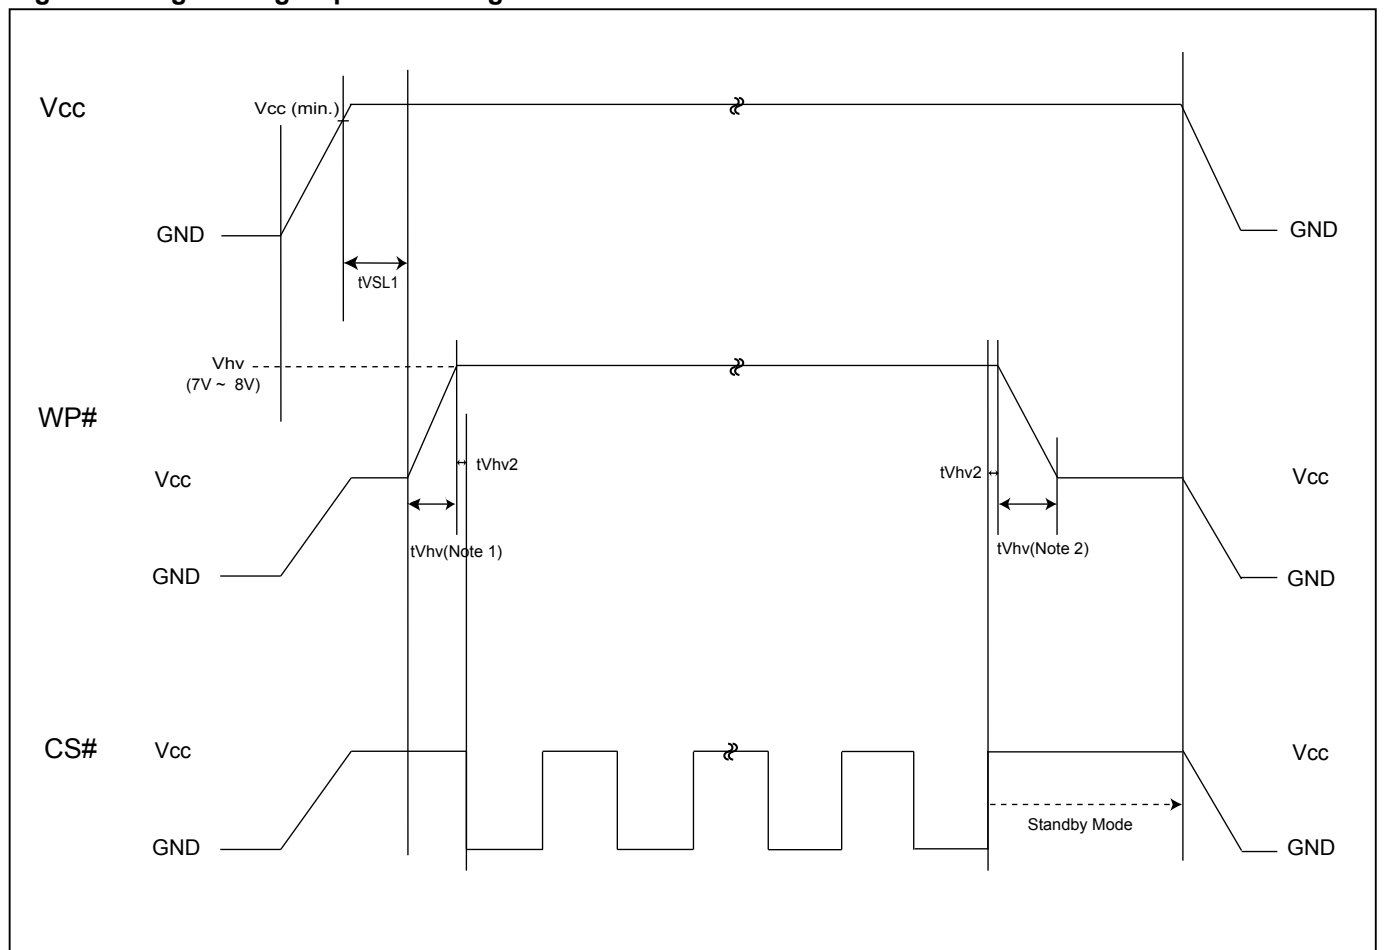 Vcc
Vcc (min.)
GND
GND
tVSL1
Vhv
(7V ~ 8V)
WP#
tVhv2
tVhv2
Vcc
Vcc
tVhv(Note 1)
tVhv(Note 2)
GND
GND
CS#
Vcc
Vcc
Standby Mode
GND
GND